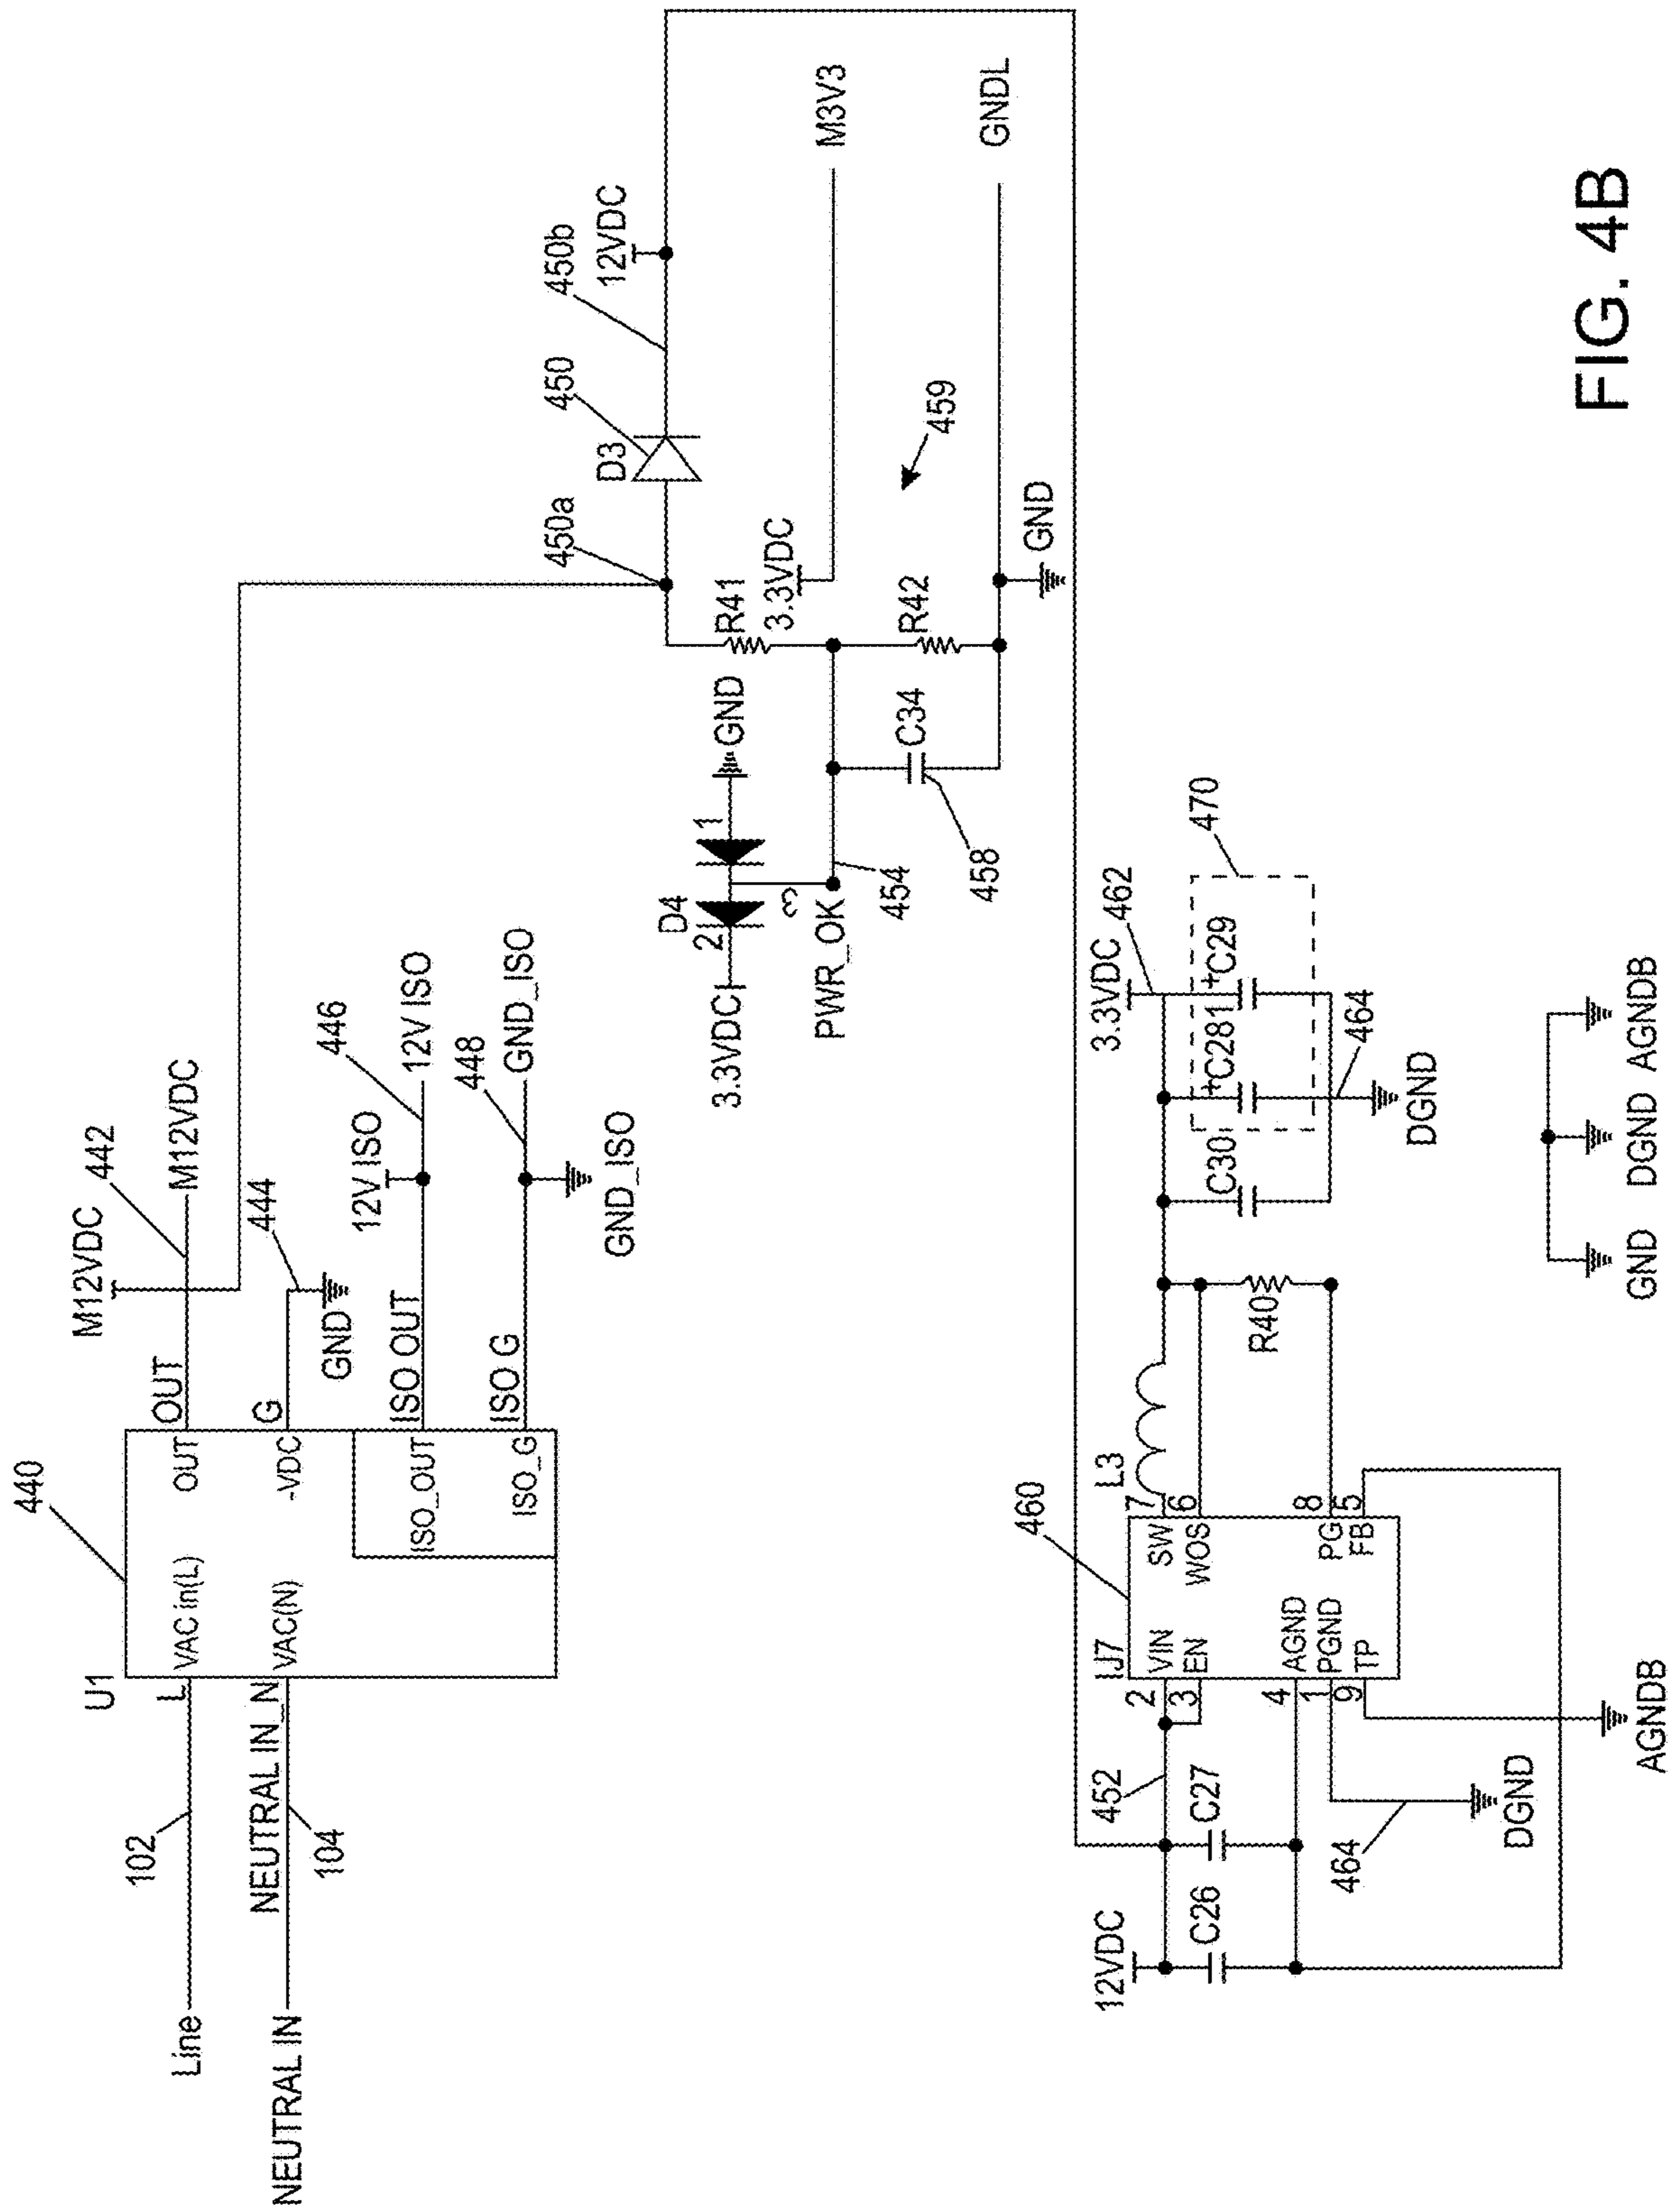 440
U1
L
VAC in(L)
OUT
OUT
VAC(N)
-VDC
G
ISO_OUT
ISO OUT
ISO_G
ISO G
Line
102
NEUTRAL IN
NEUTRAL IN_N
104
M12VDC
442
M12VDC
444
GND
12V ISO
446
12V ISO
448
GND_ISO
GND_ISO
450a
450
D3
450b
12VDC
R41
3.3VDC
M3V3
R42
459
GND
GNDL
GND
D4
1
2
3
3.3VDC
PWR_OK
454
C34
458
460
12VDC
C26
C27
452
2
3
4
1
9
U7
VIN
EN
AGND
PGND
TP
SW
WOS
PG
FB
7
6
8
5
L3
R40
C30
C281
C29
+
+
3.3VDC
462
470
464
DGND
464
DGND
AGNDB
GND
DGND
AGNDB
FIG. 4B